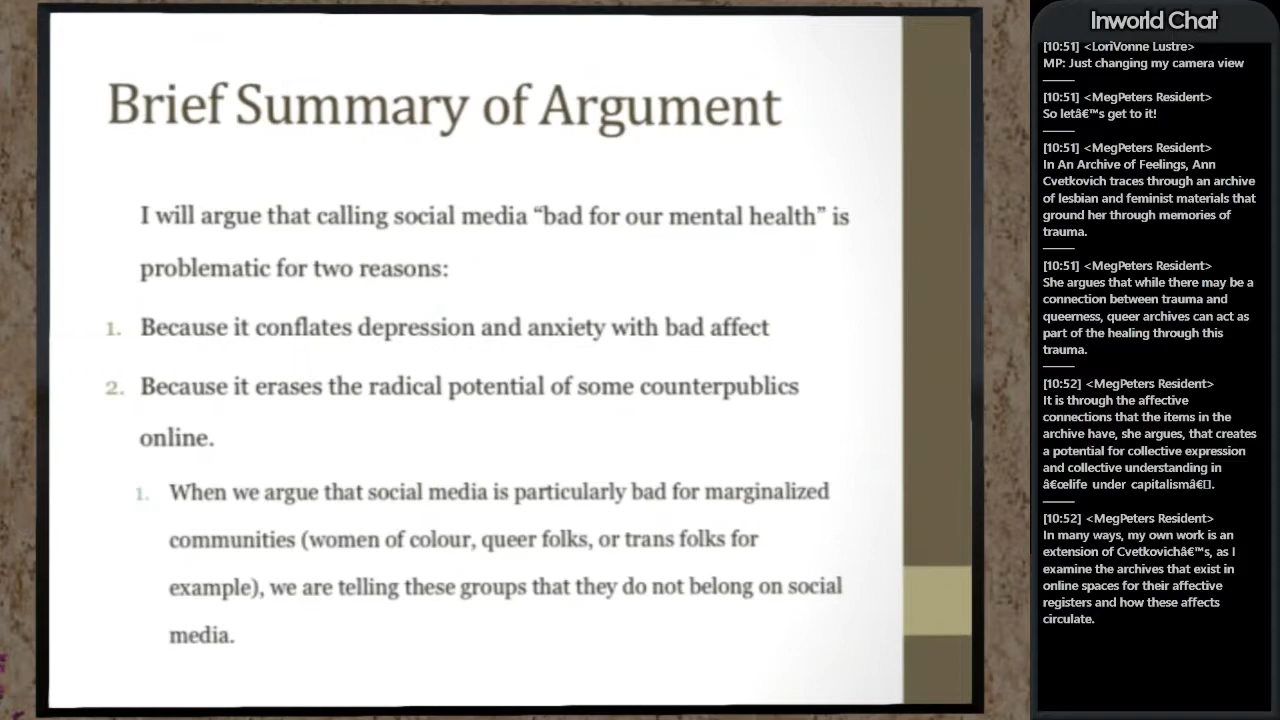 Brief Summary of Argument
I will argue that calling social media “bad for our mental health” is
problematic for two reasons:
1. Because it conflates depression and anxiety with bad affect
2. Because it erases the radical potential of some counterpublics
online.
1. When we argue that social media is particularly bad for marginalized
communities (women of colour, queer folks, or trans folks for
example), we are telling these groups that they do not belong on social
media.
Inworld Chat
[10:51] <LoriVonne Lustre>
MP: Just changing my camera view
[10:51] <MegPeters Resident>
So letâ€™s get to it!
[10:51] <MegPeters Resident>
In An Archive of Feelings, Ann
Cvetkovich traces through an archive
of lesbian and feminist materials that
ground her through memories of
trauma.
[10:51] <MegPeters Resident>
She argues that while there may be a
connection between trauma and
queerness, queer archives can act as
part of the healing through this
trauma.
[10:52] <MegPeters Resident>
It is through the affective
connections that the items in the
archive have, she argues, that creates
a potential for collective expression
and collective understanding in
â€œlife under capitalismâ€▯.
[10:52] <MegPeters Resident>
In many ways, my own work is an
extension of Cvetkovichâ€™s, as I
examine the archives that exist in
online spaces for their affective
registers and how these affects
circulate.